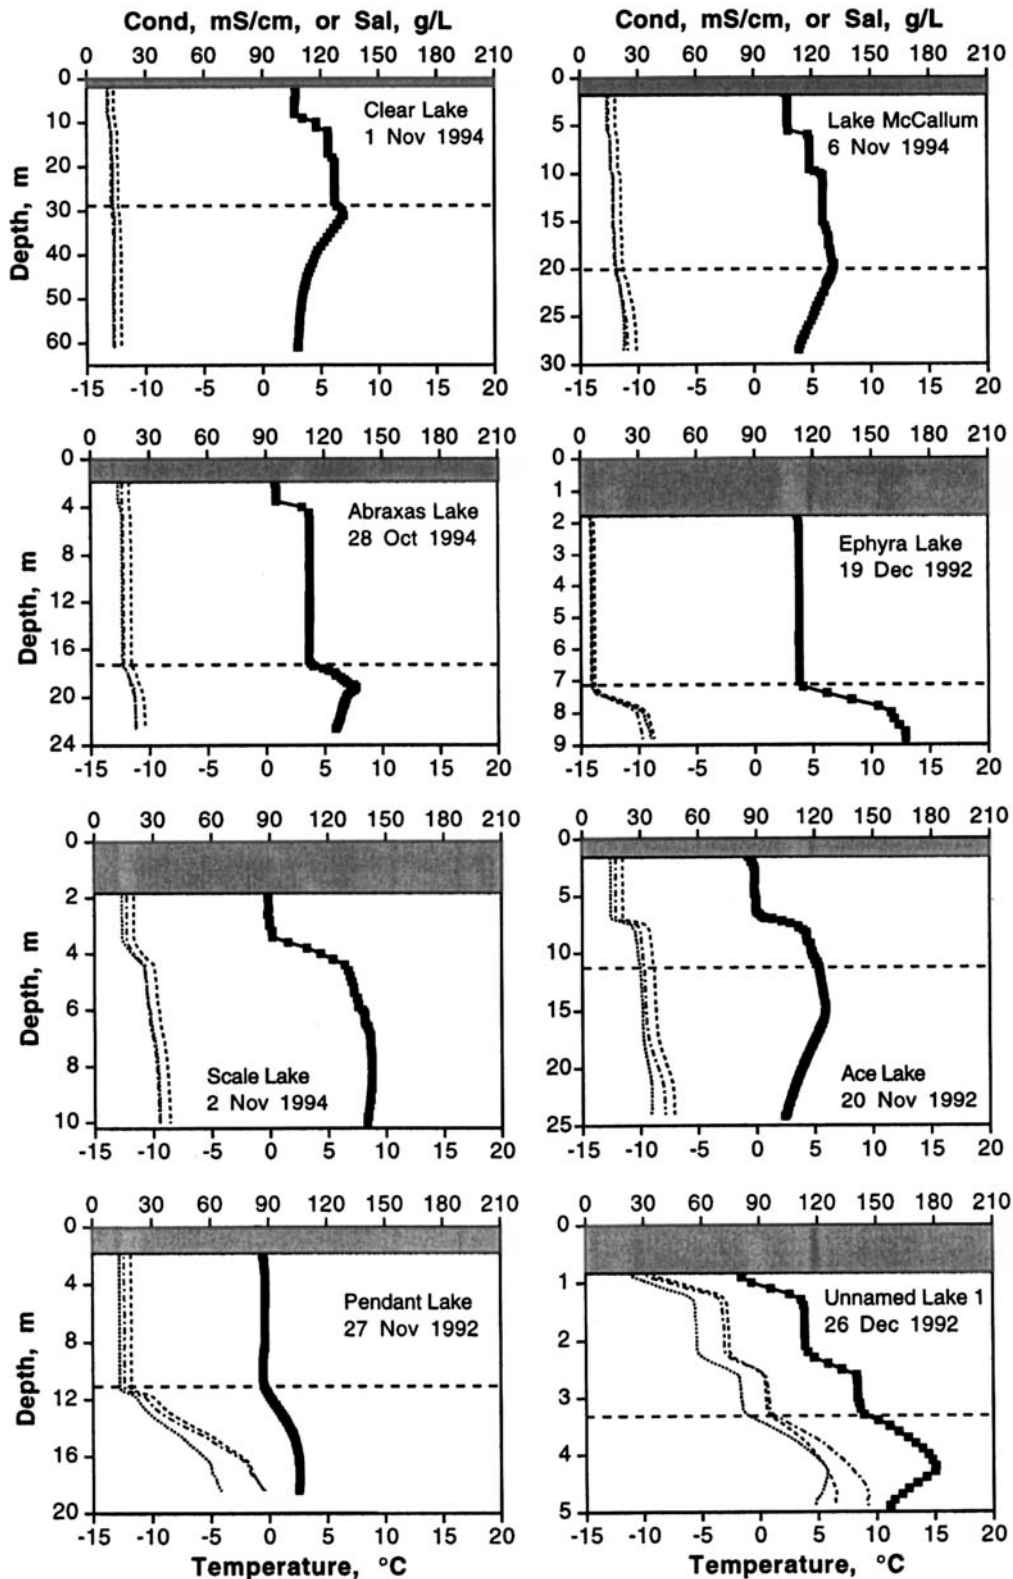 Cond, mS/cm, or Sal, g/L
Cond, mS/cm, or Sal, g/L
0 30 60 90 120 150 180 210
0 30 60 90 120 150 180 210
Depth, m
0
10
20
30
40
50
60
Clear Lake
1 Nov 1994
-15 -10 -5 0 5 10 15 20
0
5
10
15
20
25
30
Lake McCallum
6 Nov 1994
-15 -10 -5 0 5 10 15 20
0 30 60 90 120 150 180 210
0 30 60 90 120 150 180 210
Depth, m
0
4
8
12
16
20
24
Abraxas Lake
28 Oct 1994
-15 -10 -5 0 5 10 15 20
0
1
2
3
4
5
6
7
8
9
Ephyra Lake
19 Dec 1992
-15 -10 -5 0 5 10 15 20
0 30 60 90 120 150 180 210
0 30 60 90 120 150 180 210
Depth, m
0
2
4
6
8
10
Scale Lake
2 Nov 1994
-15 -10 -5 0 5 10 15 20
0
5
10
15
20
25
Ace Lake
20 Nov 1992
-15 -10 -5 0 5 10 15 20
0 30 60 90 120 150 180 210
0 30 60 90 120 150 180 210
Depth, m
0
4
8
12
16
20
Pendant Lake
27 Nov 1992
-15 -10 -5 0 5 10 15 20
0
1
2
3
4
5
Unnamed Lake 1
26 Dec 1992
-15 -10 -5 0 5 10 15 20
Temperature, °C
Temperature, °C